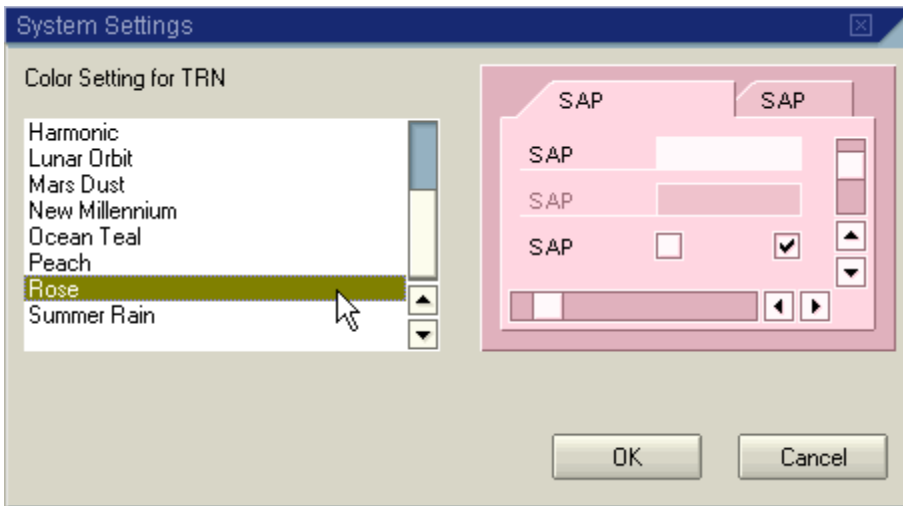 System Settings
Color Setting for TRN
Harmonic
Lunar Orbit
Mars Dust
New Millennium
Ocean Teal
Peach
Rose
Summer Rain
SAP SAP
SAP
SAP
SAP
OK Cancel